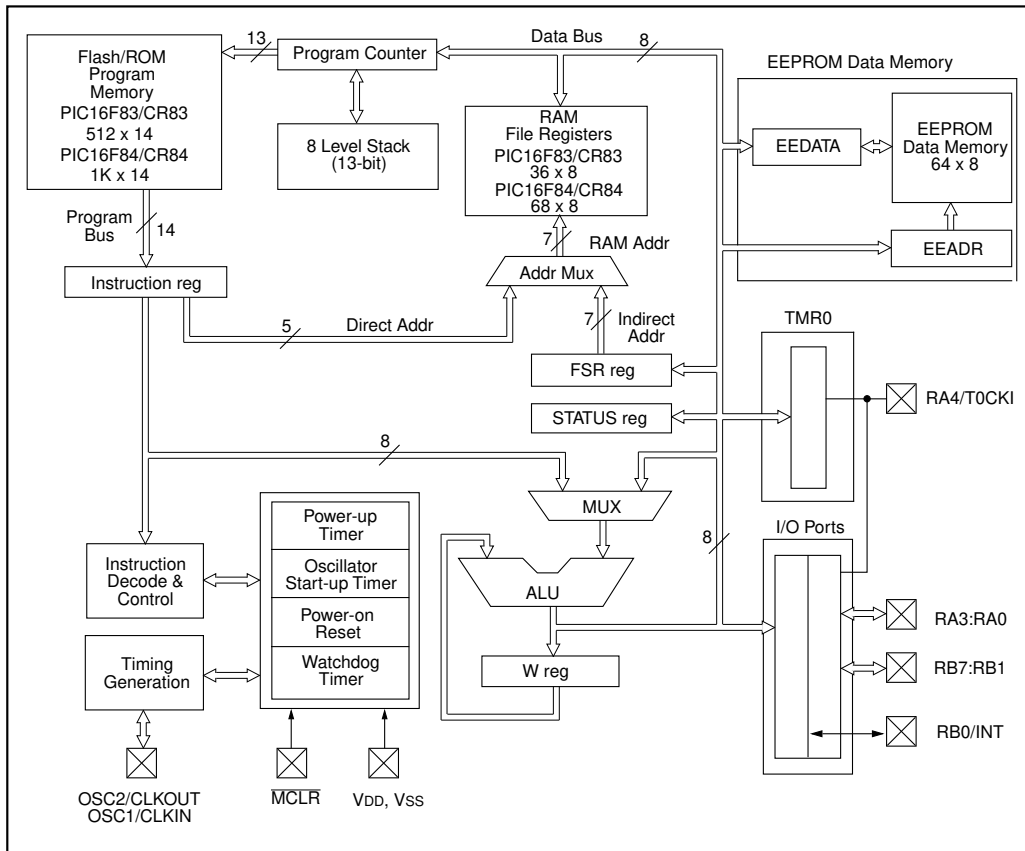 Flash/ROM
Program
Memory
PIC16F83/CR83
512 x 14
PIC16F84/CR84
1K x 14
13
Program Counter
8 Level Stack
(13-bit)
Data Bus
8
RAM
File Registers
PIC16F83/CR83
36 x 8
PIC16F84/CR84
68 x 8
EEPROM Data Memory
EEDATA
EEPROM
Data Memory
64 x 8
EEADR
Program
Bus
14
Instruction reg
7
RAM Addr
Addr Mux
5
Direct Addr
7
Indirect
Addr
FSR reg
STATUS reg
TMR0
RA4/T0CKI
8
MUX
8
ALU
W reg
Power-up
Timer
Oscillator
Start-up Timer
Power-on
Reset
Watchdog
Timer
Instruction
Decode &
Control
Timing
Generation
I/O Ports
RA3:RA0
RB7:RB1
RB0/INT
OSC2/CLKOUT
OSC1/CLKIN
MCLR
VDD, VSS